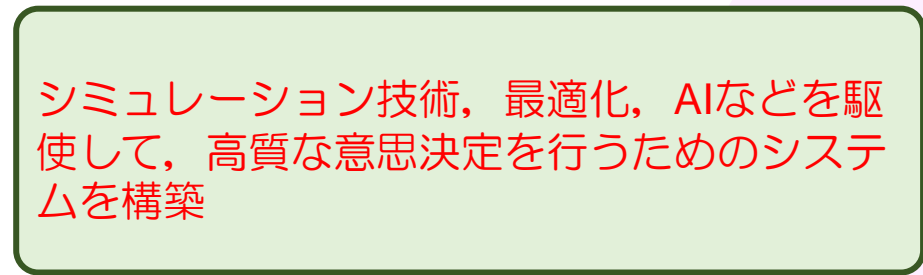 シミュレーション技術，最適化，AIなどを駆
使して，高質な意思決定を行うためのシステ
ムを構築